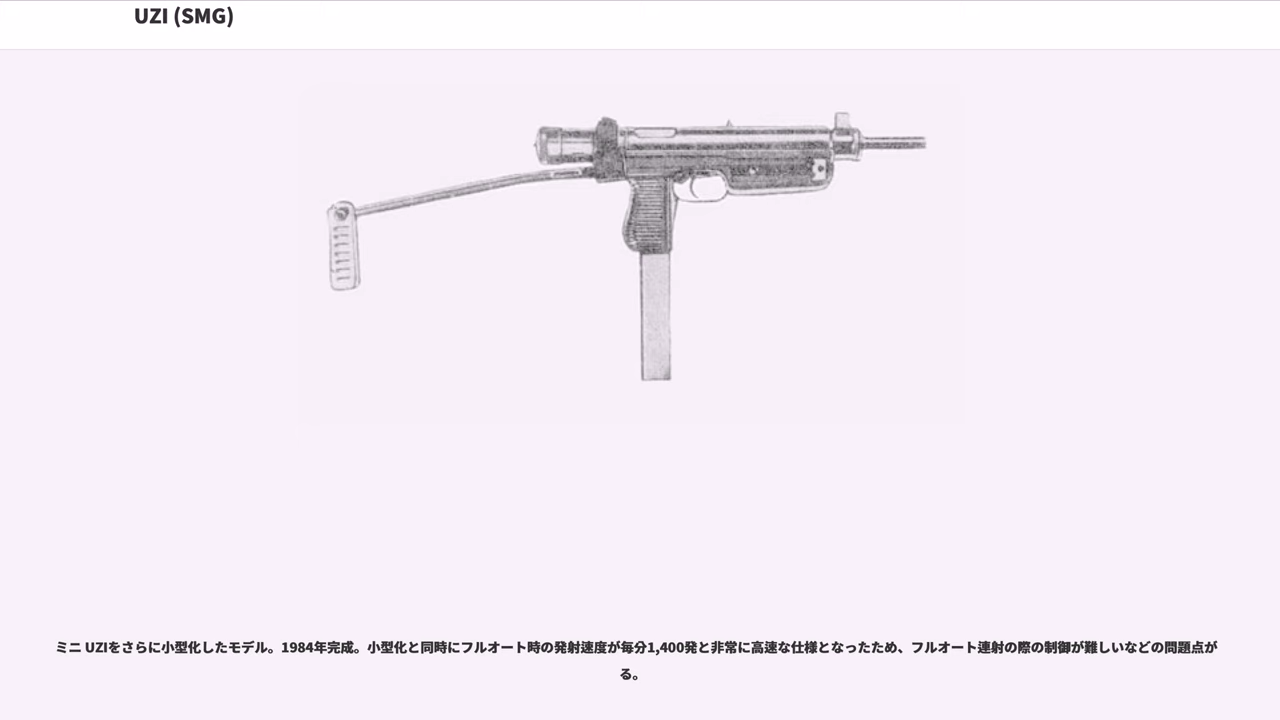 UZI (SMG)
ミニ UZIをさらに小型化したモデル。1984年完成。小型化と同時にフルオート時の発射速度が毎分1,400発と非常に高速な仕様となったため、フルオート連射の際の制御が難しいなどの問題点が
る。